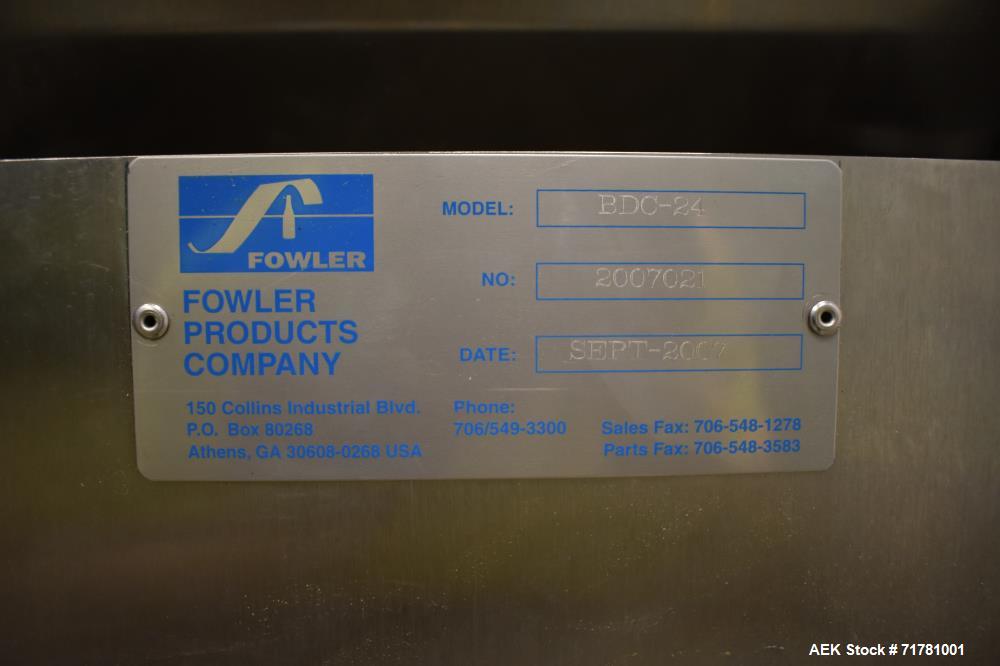 FOWLER
FOWLER
PRODUCTS
COMPANY
150 Collins Industrial Blvd.
P.O. Box 80268
Athens, GA 30608-0268 USA
MODEL: BDC-24
NO: 2007021
DATE: SEPT-2007
Phone:
706/549-3300
Sales Fax: 706-548-1278
Parts Fax: 706-548-3583
AEK Stock # 71781001